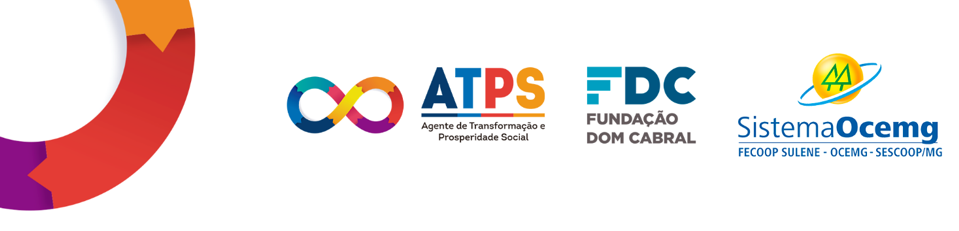 ATPS
Agente de Transformação e
Prosperidade Social
FDC
FUNDAÇÃO
DOM CABRAL
SistemaOcemg
FECOOP SULENE - OCEMG - SESCOOP/MG